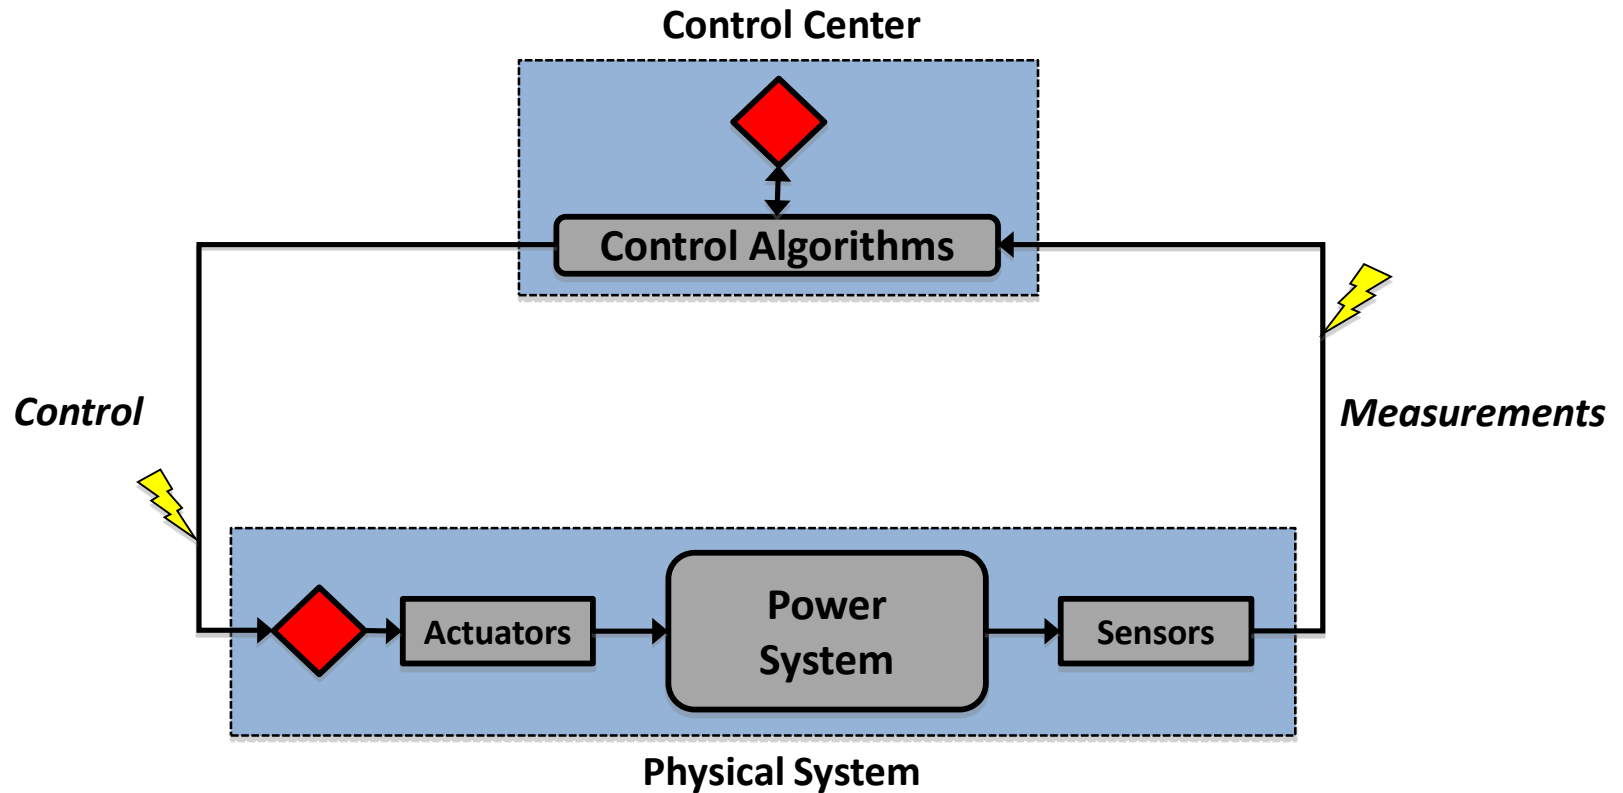 Control Center
Control Algorithms
Control
Measurements
Actuators
Power
System
Sensors
Physical System